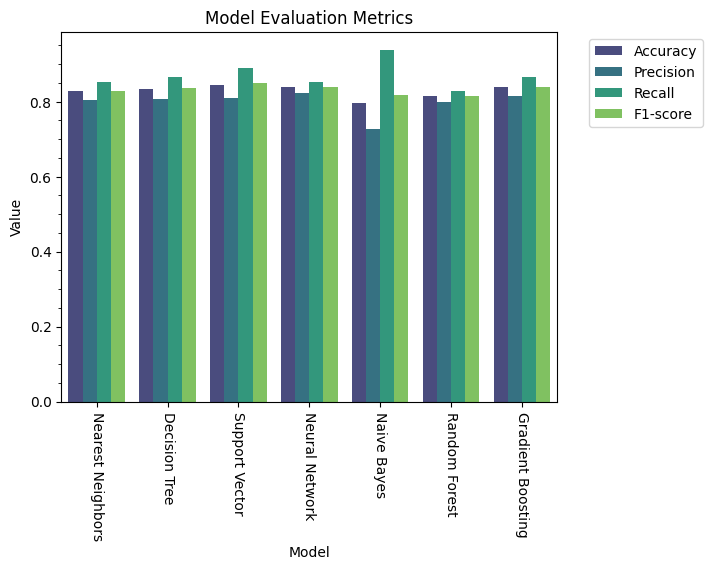 Model Evaluation Metrics
Accuracy
Precision
Recall
F1-score
Value
0.8
0.6
0.4
0.2
0.0
Nearest Neighbors
Decision Tree
Support Vector
Neural Network
Naive Bayes
Random Forest
Gradient Boosting
Model